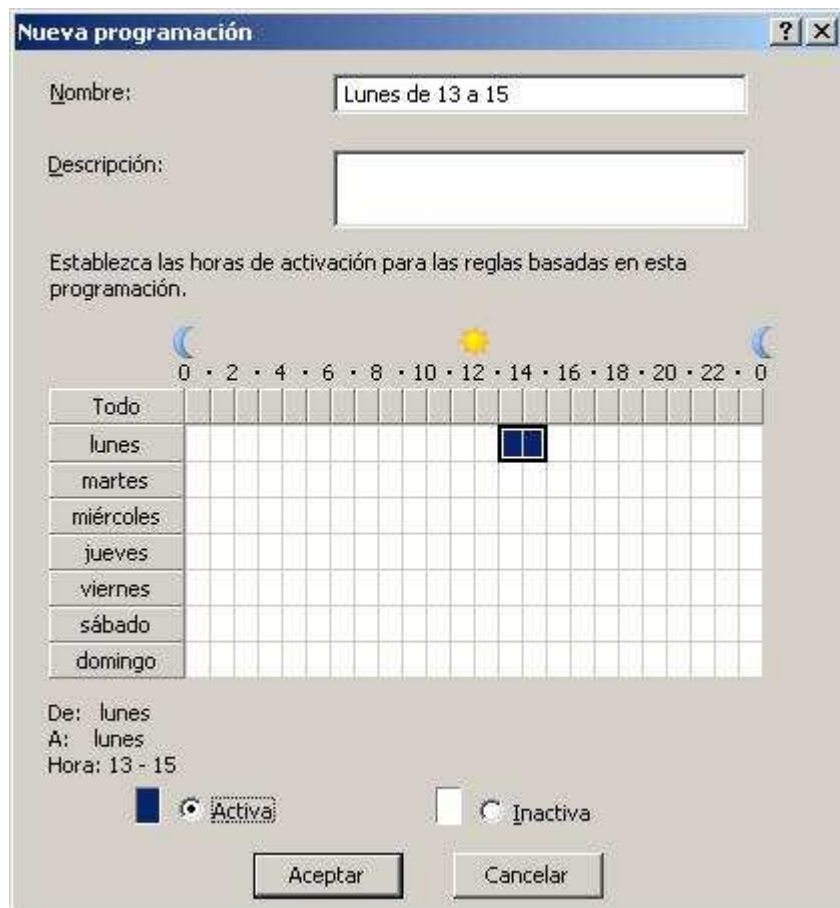 Nueva programación
Nombre:
Lunes de 13 a 15
Descripción:
Establezca las horas de activación para las reglas basadas en esta
programación.
0 · 2 · 4 · 6 · 8 · 10 · 12 · 14 · 16 · 18 · 20 · 22 · 0
Todo
lunes
martes
miércoles
jueves
viernes
sábado
domingo
De: lunes
A: lunes
Hora: 13 - 15
Activa
Inactiva
Aceptar
Cancelar